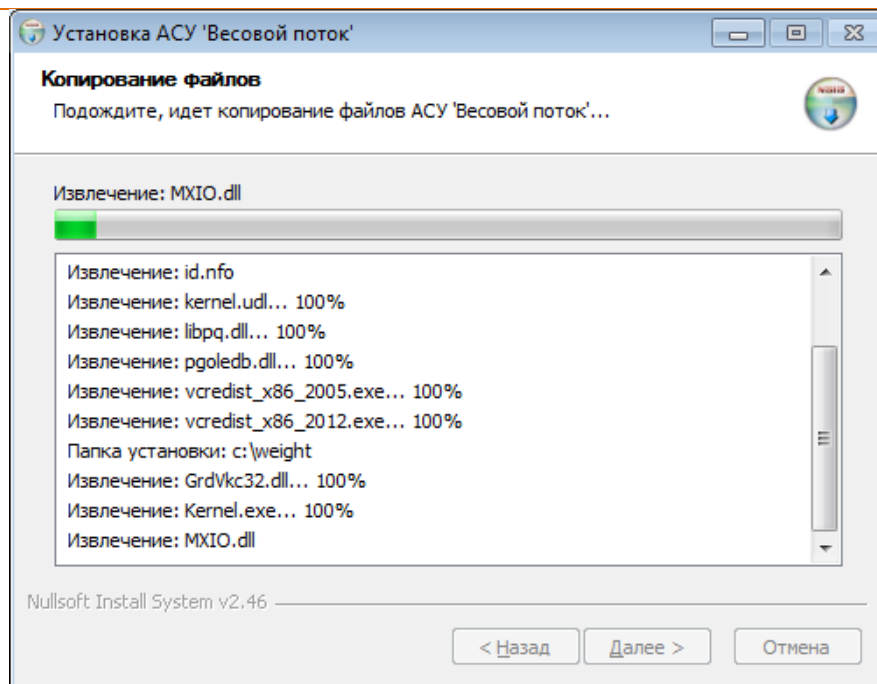 Установка АСУ 'Весовой поток'
Копирование файлов
Подождите, идет копирование файлов АСУ 'Весовой поток'...
Извлечение: MXIO.dll
Извлечение: id.nfo
Извлечение: kernel.udl... 100%
Извлечение: libpq.dll... 100%
Извлечение: pgoledb.dll... 100%
Извлечение: vcredist_x86_2005.exe... 100%
Извлечение: vcredist_x86_2012.exe... 100%
Папка установки: c:\weight
Извлечение: GrdVkc32.dll... 100%
Извлечение: Kernel.exe... 100%
Извлечение: MXIO.dll
Nullsoft Install System v2.46
< Назад Далее > Отмена